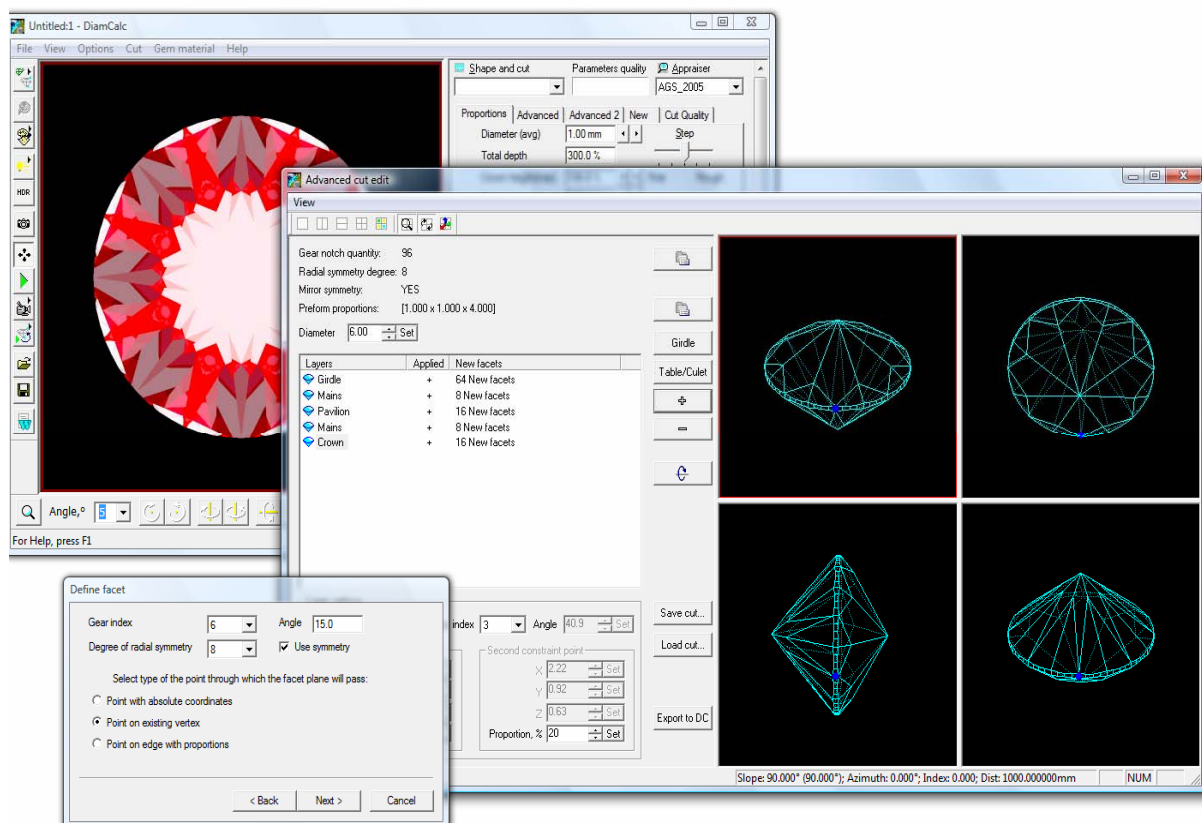 Untitled:1 - DiamCalc
File View Options Cut Gem material Help
Shape and cut Parameters quality Appraiser
AGS_2005
Proportions Advanced Advanced 2 New Cut Quality
Diameter (avg) 1.00 mm Step
Total depth 300.0 %
HDR
Angle,º 5
For Help, press F1
Advanced cut edit
View
Gear notch quantity: 96
Radial symmetry degree: 8
Mirror symmetry: YES
Preform proportions: [1.000 x 1.000 x 4.000]
Diameter 6.00 Set
Layers Applied New facets
Girdle + 64 New facets
Mains + 8 New facets
Pavilion + 16 New facets
Mains + 8 New facets
Crown + 16 New facets
Girdle
Table/Culet
index 3 Angle 40.9 Set
Second constraint point
X 2.22 Set
Y 0.92 Set
Z 0.63 Set
Proportion, % 20 Set
Save cut...
Load cut...
Export to DC
Slope: 90.000° (90.000°); Azimuth: 0.000°; Index: 0.000; Dist: 1000.000000mm NUM
Define facet
Gear index 6 Angle 15.0
Degree of radial symmetry 8 Use symmetry
Select type of the point through which the facet plane will pass:
Point with absolute coordinates
Point on existing vertex
Point on edge with proportions
< Back Next > Cancel